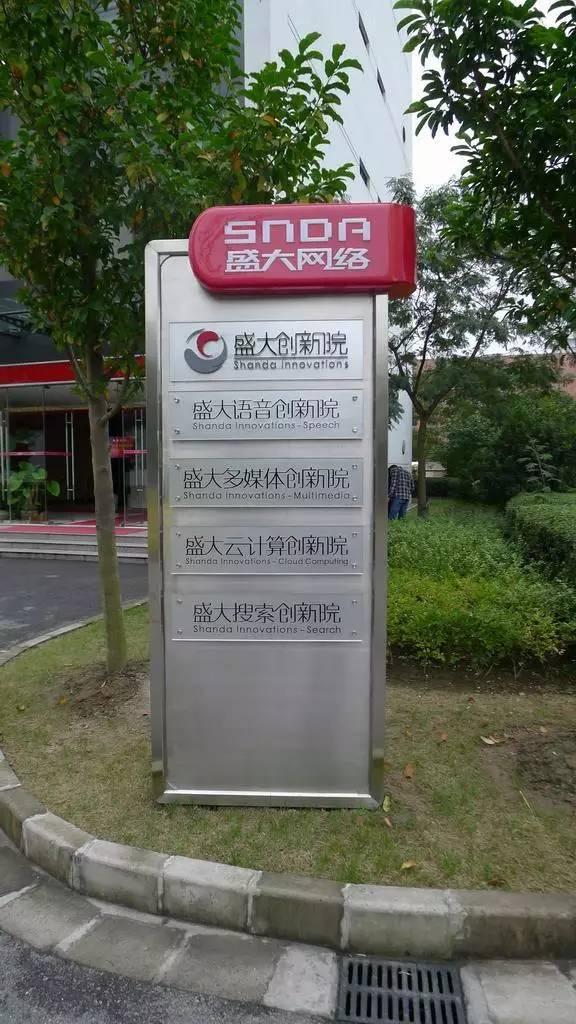 SNDA
盛大网络
盛大创新院
Shanda Innovations
盛大语音创新院
Shanda Innovations-Speech
盛大多媒体创新院
Shanda Innovations-Multimedia
盛大云计算创新院
Shanda Innovations-Cloud Computing
盛大搜索创新院
Shanda Innovations-Search